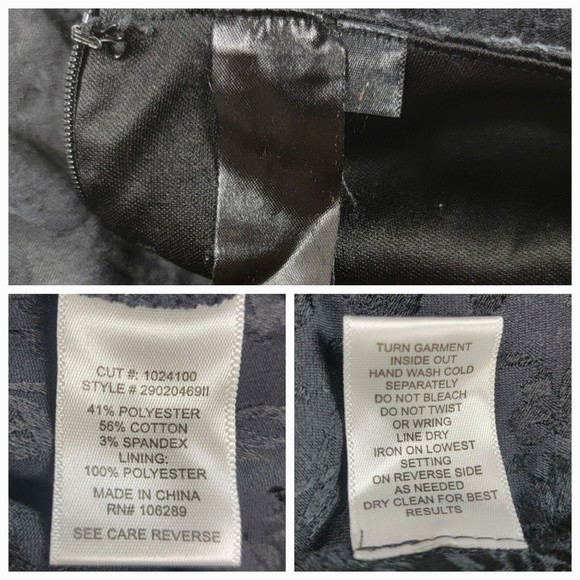 CUT #: 1024100
STYLE # 29020469II
41% POLYESTER
56% COTTON
3% SPANDEX
LINING:
100% POLYESTER
MADE IN CHINA
RN# 106289
SEE CARE REVERSE
TURN GARMENT
INSIDE OUT
HAND WASH COLD
SEPARATELY
DO NOT BLEACH
DO NOT TWIST
OR WRING
LINE DRY
IRON ON LOWEST
SETTING
ON REVERSE SIDE
AS NEEDED
DRY CLEAN FOR BEST
RESULTS